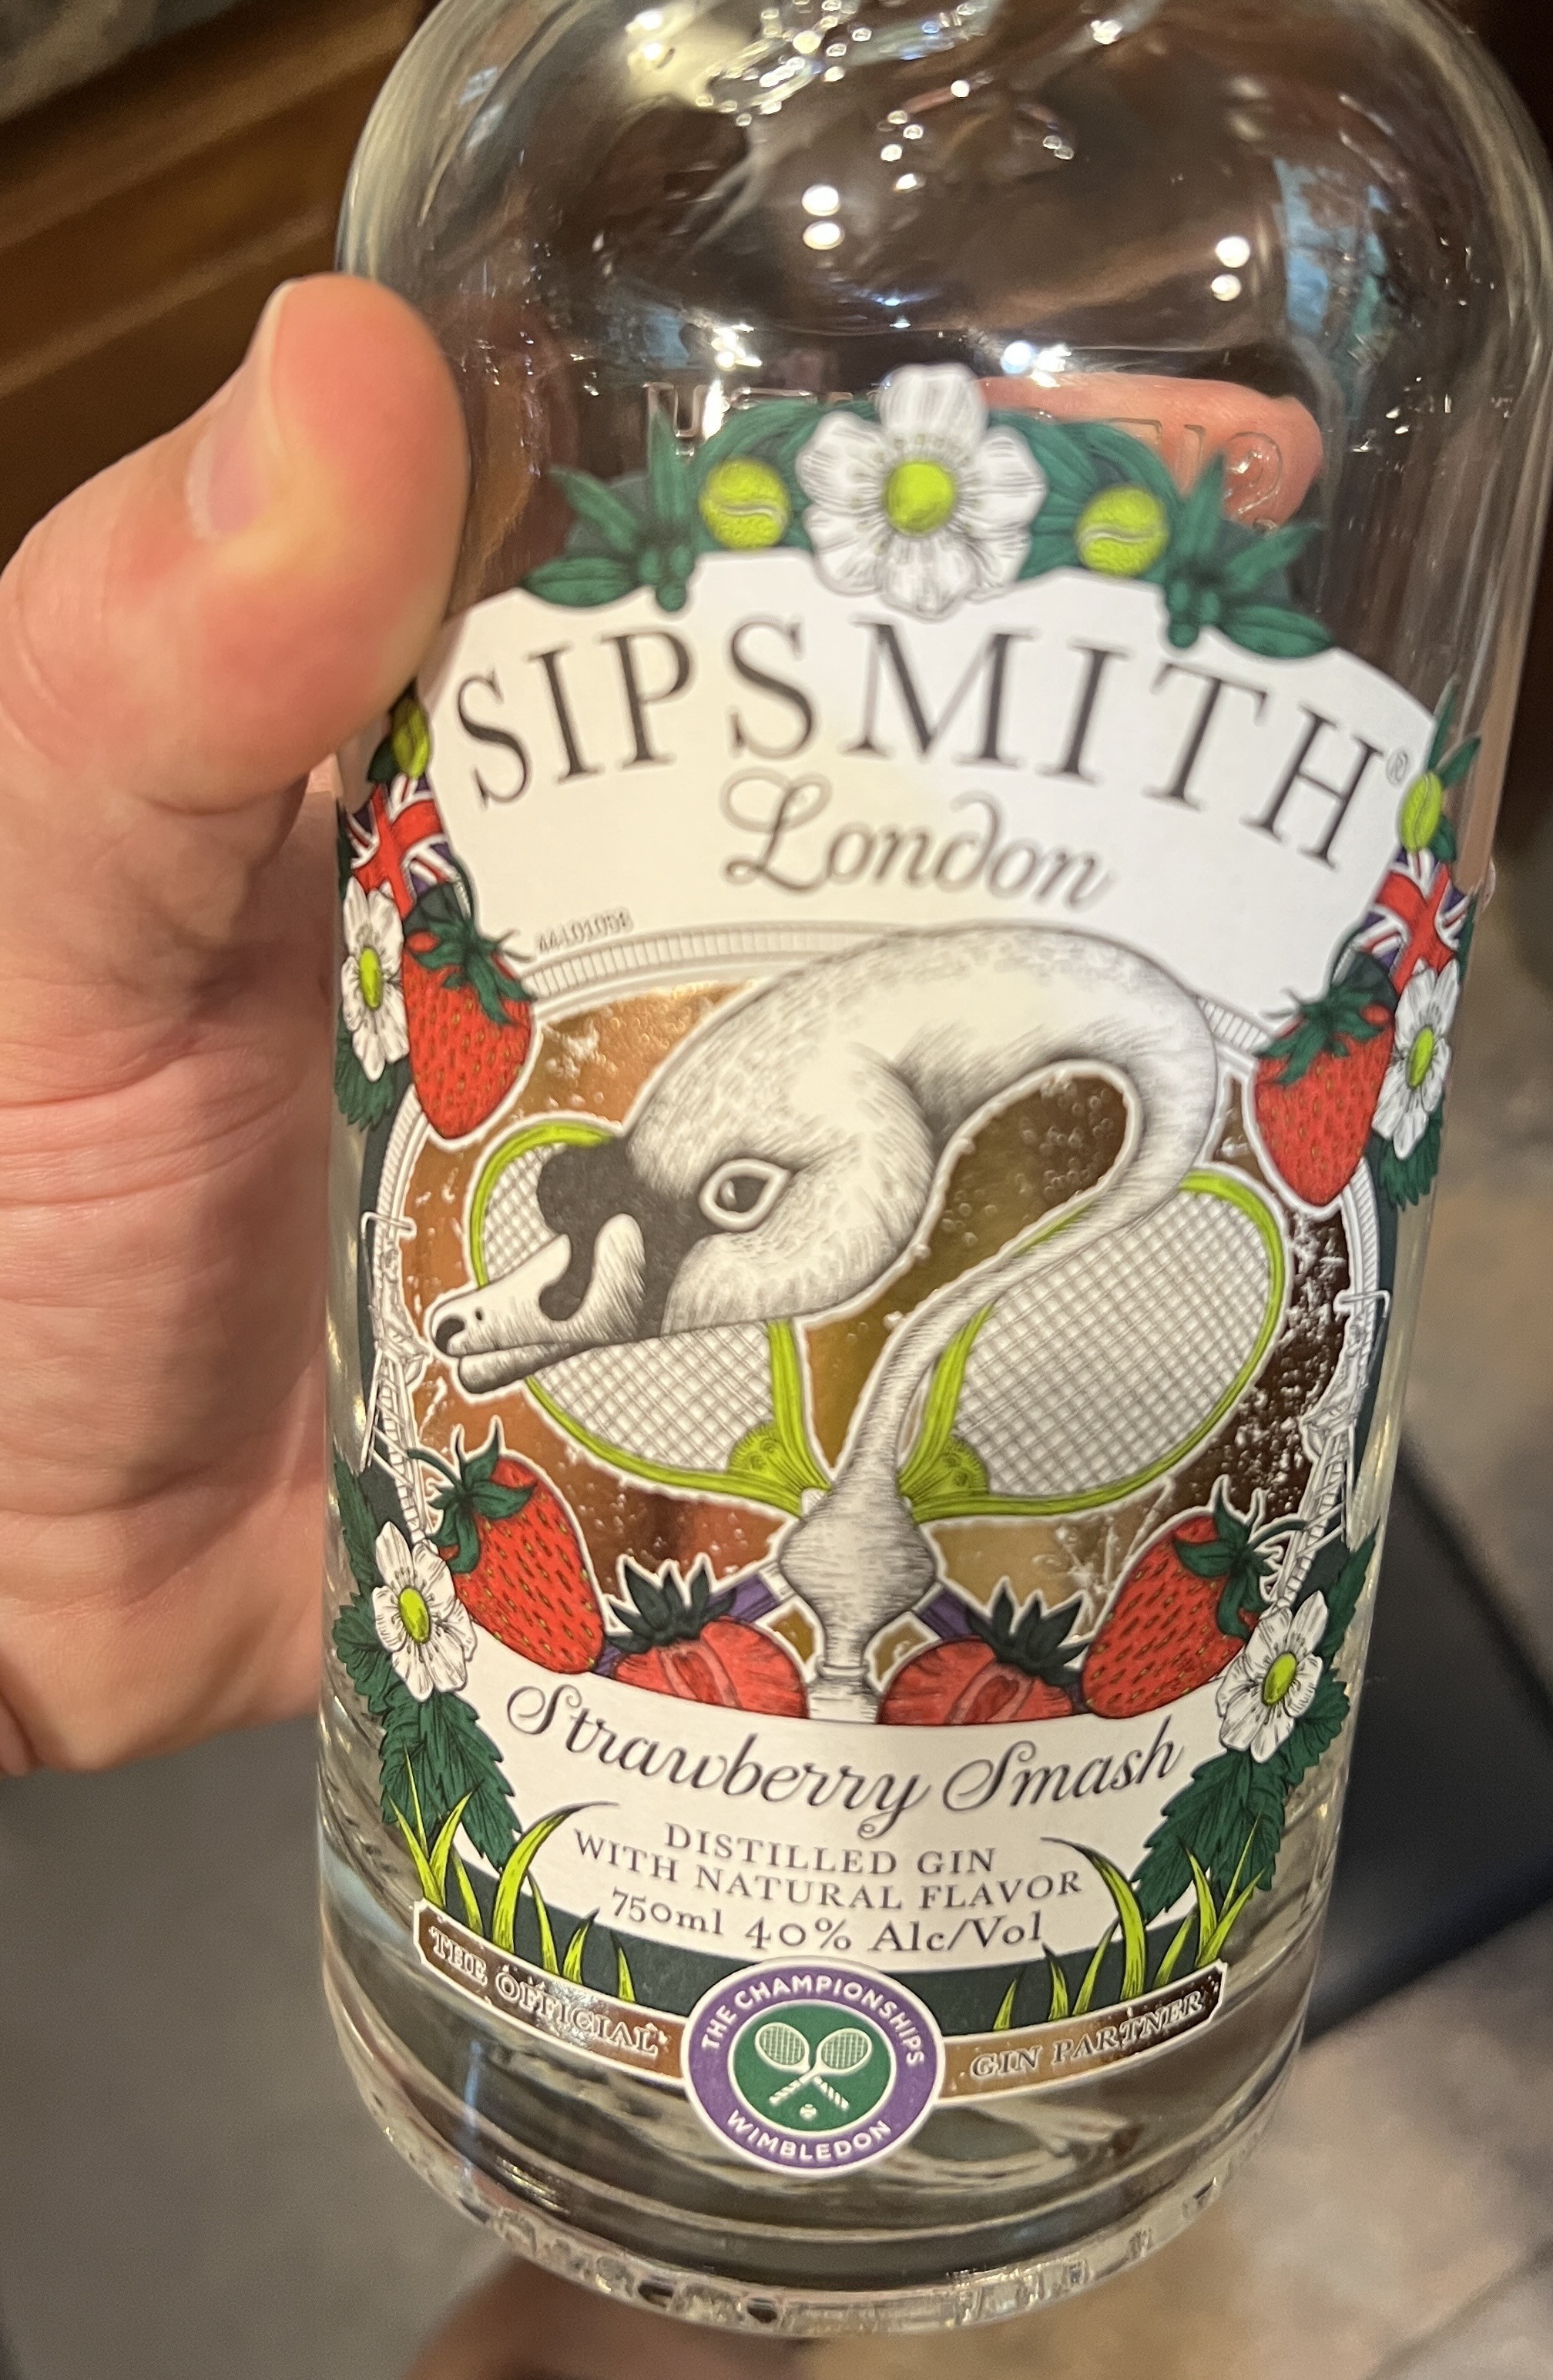 SIPSMITH®
London
Strawberry Smash
DISTILLED GIN
WITH NATURAL FLAVOR
750ml 40% Alc/Vol
THE OFFICIAL
THE CHAMPIONSHIPS
WIMBLEDON
GIN PARTNER